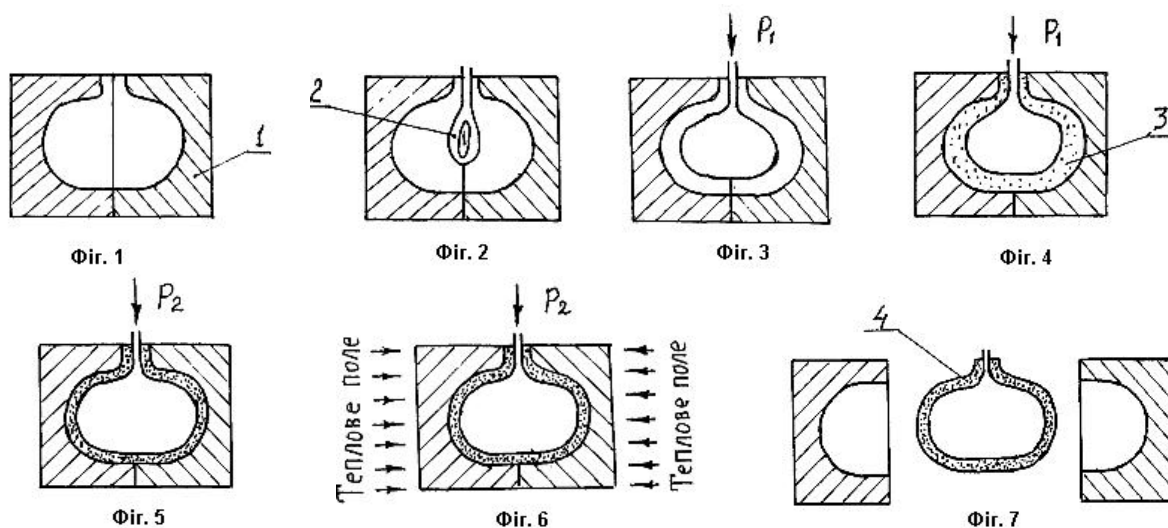 P₁
P₁
1
2
3
Фіг. 1
Фіг. 2
Фіг. 3
Фіг. 4
P₂
P₂
4
Теплове поле
Теплове поле
Фіг. 5
Фіг. 6
Фіг. 7